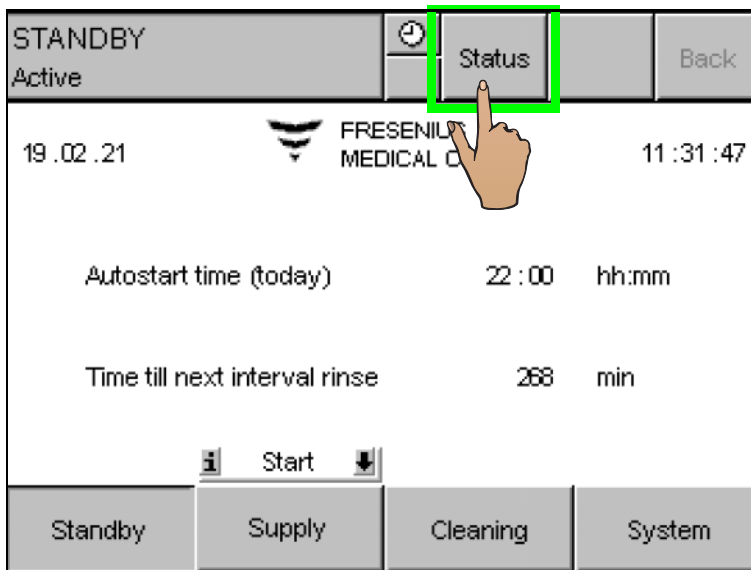 STANDBY
Active
Status
Back
19.02.21
FRESENIUS
MEDICAL
11:31:47
Autostart time (today) 22:00 hh:mm
Time till next interval rinse 268 min
i Start
Standby Supply Cleaning System